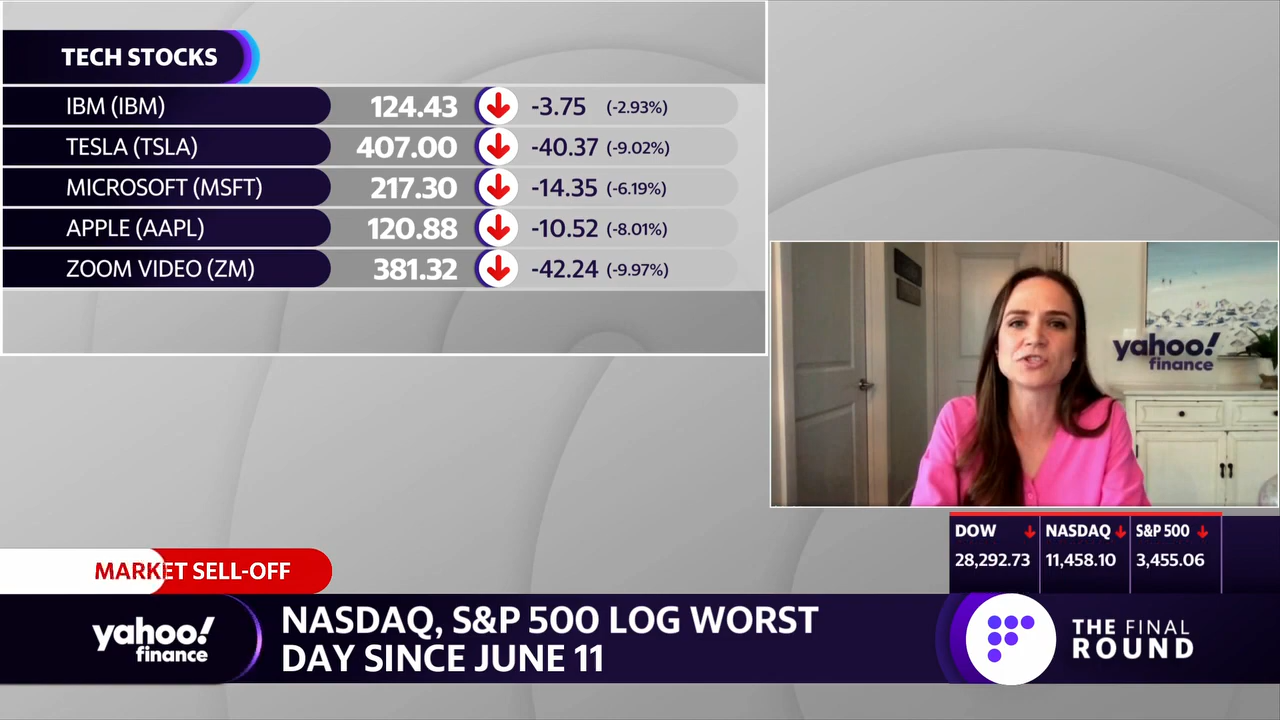 TECH STOCKS
IBM (IBM) 124.43 -3.75 (-2.93%)
TESLA (TSLA) 407.00 -40.37 (-9.02%)
MICROSOFT (MSFT) 217.30 -14.35 (-6.19%)
APPLE (AAPL) 120.88 -10.52 (-8.01%)
ZOOM VIDEO (ZM) 381.32 -42.24 (-9.97%)
yahoo!
finance
DOW NASDAQ S&P 500
28,292.73 11,458.10 3,455.06
MARKET SELL-OFF
yahoo!
finance
NASDAQ, S&P 500 LOG WORST
DAY SINCE JUNE 11
THE FINAL
ROUND